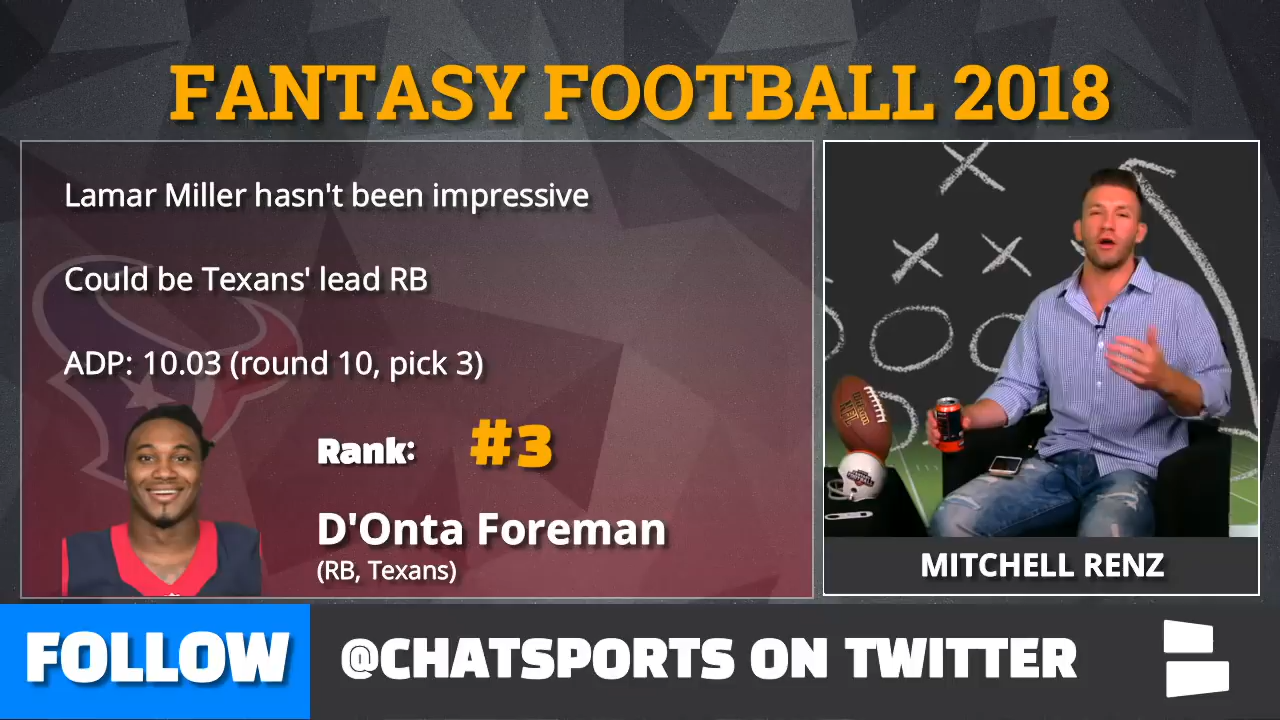 FANTASY FOOTBALL 2018
Lamar Miller hasn't been impressive
Could be Texans' lead RB
ADP: 10.03 (round 10, pick 3)
Rank: #3
D'Onta Foreman
(RB, Texans)
MITCHELL RENZ
FOLLOW @CHATSPORTS ON TWITTER